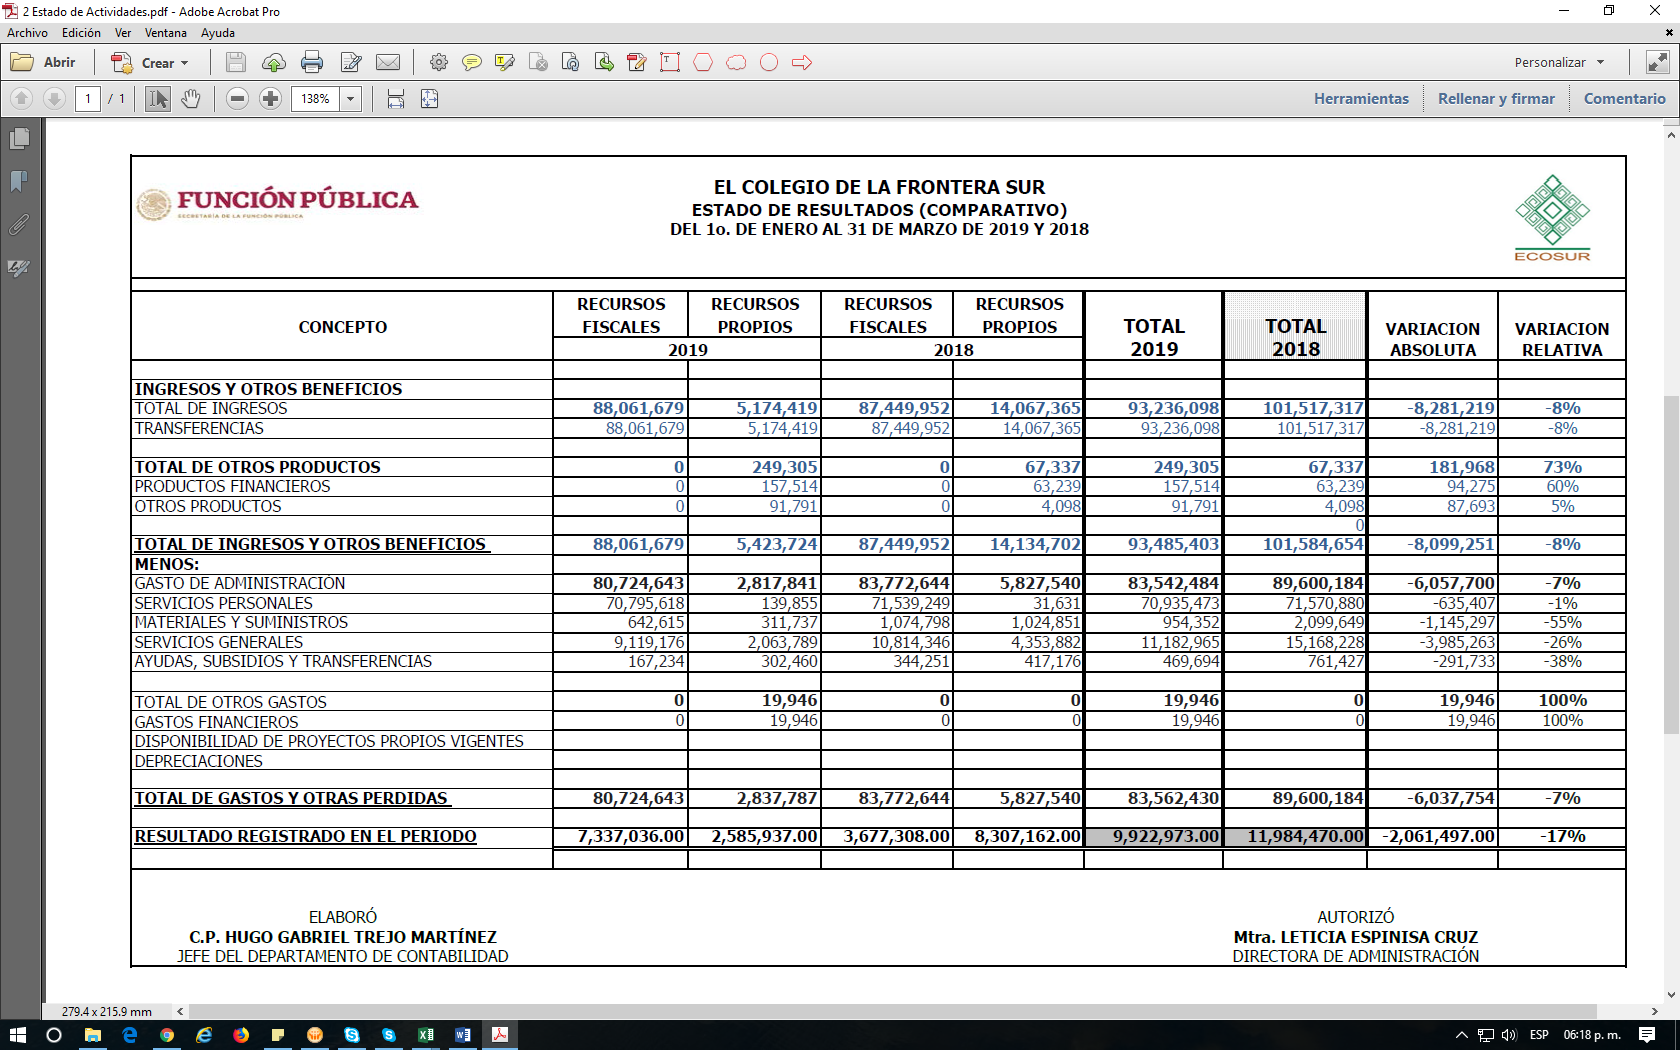 2 Estado de Actividades.pdf - Adobe Acrobat Pro
Archivo Edición Ver Ventana Ayuda
Abrir Crear Personalizar
1 / 1 138% Herramientas Rellenar y firmar Comentario
FUNCIÓN PÚBLICA
SECRETARÍA DE LA FUNCIÓN PÚBLICA
EL COLEGIO DE LA FRONTERA SUR
ESTADO DE RESULTADOS (COMPARATIVO)
DEL 1o. DE ENERO AL 31 DE MARZO DE 2019 Y 2018
ECOSUR
CONCEPTO RECURSOS FISCALES RECURSOS PROPIOS RECURSOS FISCALES RECURSOS PROPIOS TOTAL 2019 TOTAL 2018 VARIACION ABSOLUTA VARIACION RELATIVA
2019 2018
INGRESOS Y OTROS BENEFICIOS
TOTAL DE INGRESOS 88,061,679 5,174,419 87,449,952 14,067,365 93,236,098 101,517,317 -8,281,219 -8%
TRANSFERENCIAS 88,061,679 5,174,419 87,449,952 14,067,365 93,236,098 101,517,317 -8,281,219 -8%
TOTAL DE OTROS PRODUCTOS 0 249,305 0 67,337 249,305 67,337 181,968 73%
PRODUCTOS FINANCIEROS 0 157,514 0 63,239 157,514 63,239 94,275 60%
OTROS PRODUCTOS 0 91,791 0 4,098 91,791 4,098 87,693 5%
0
TOTAL DE INGRESOS Y OTROS BENEFICIOS 88,061,679 5,423,724 87,449,952 14,134,702 93,485,403 101,584,654 -8,099,251 -8%
MENOS:
GASTO DE ADMINISTRACIÓN 80,724,643 2,817,841 83,772,644 5,827,540 83,542,484 89,600,184 -6,057,700 -7%
SERVICIOS PERSONALES 70,795,618 139,855 71,539,249 31,631 70,935,473 71,570,880 -635,407 -1%
MATERIALES Y SUMINISTROS 642,615 311,737 1,074,798 1,024,851 954,352 2,099,649 -1,145,297 -55%
SERVICIOS GENERALES 9,119,176 2,063,789 10,814,346 4,353,882 11,182,965 15,168,228 -3,985,263 -26%
AYUDAS, SUBSIDIOS Y TRANSFERENCIAS 167,234 302,460 344,251 417,176 469,694 761,427 -291,733 -38%
TOTAL DE OTROS GASTOS 0 19,946 0 0 19,946 0 19,946 100%
GASTOS FINANCIEROS 0 19,946 0 0 19,946 0 19,946 100%
DISPONIBILIDAD DE PROYECTOS PROPIOS VIGENTES
DEPRECIACIONES
TOTAL DE GASTOS Y OTRAS PERDIDAS 80,724,643 2,837,787 83,772,644 5,827,540 83,562,430 89,600,184 -6,037,754 -7%
RESULTADO REGISTRADO EN EL PERIODO 7,337,036.00 2,585,937.00 3,677,308.00 8,307,162.00 9,922,973.00 11,984,470.00 -2,061,497.00 -17%
ELABORÓ
C.P. HUGO GABRIEL TREJO MARTÍNEZ
JEFE DEL DEPARTAMENTO DE CONTABILIDAD
AUTORIZÓ
Mtra. LETICIA ESPINISA CRUZ
DIRECTORA DE ADMINISTRACIÓN
279.4 x 215.9 mm
ESP 06:18 p. m.